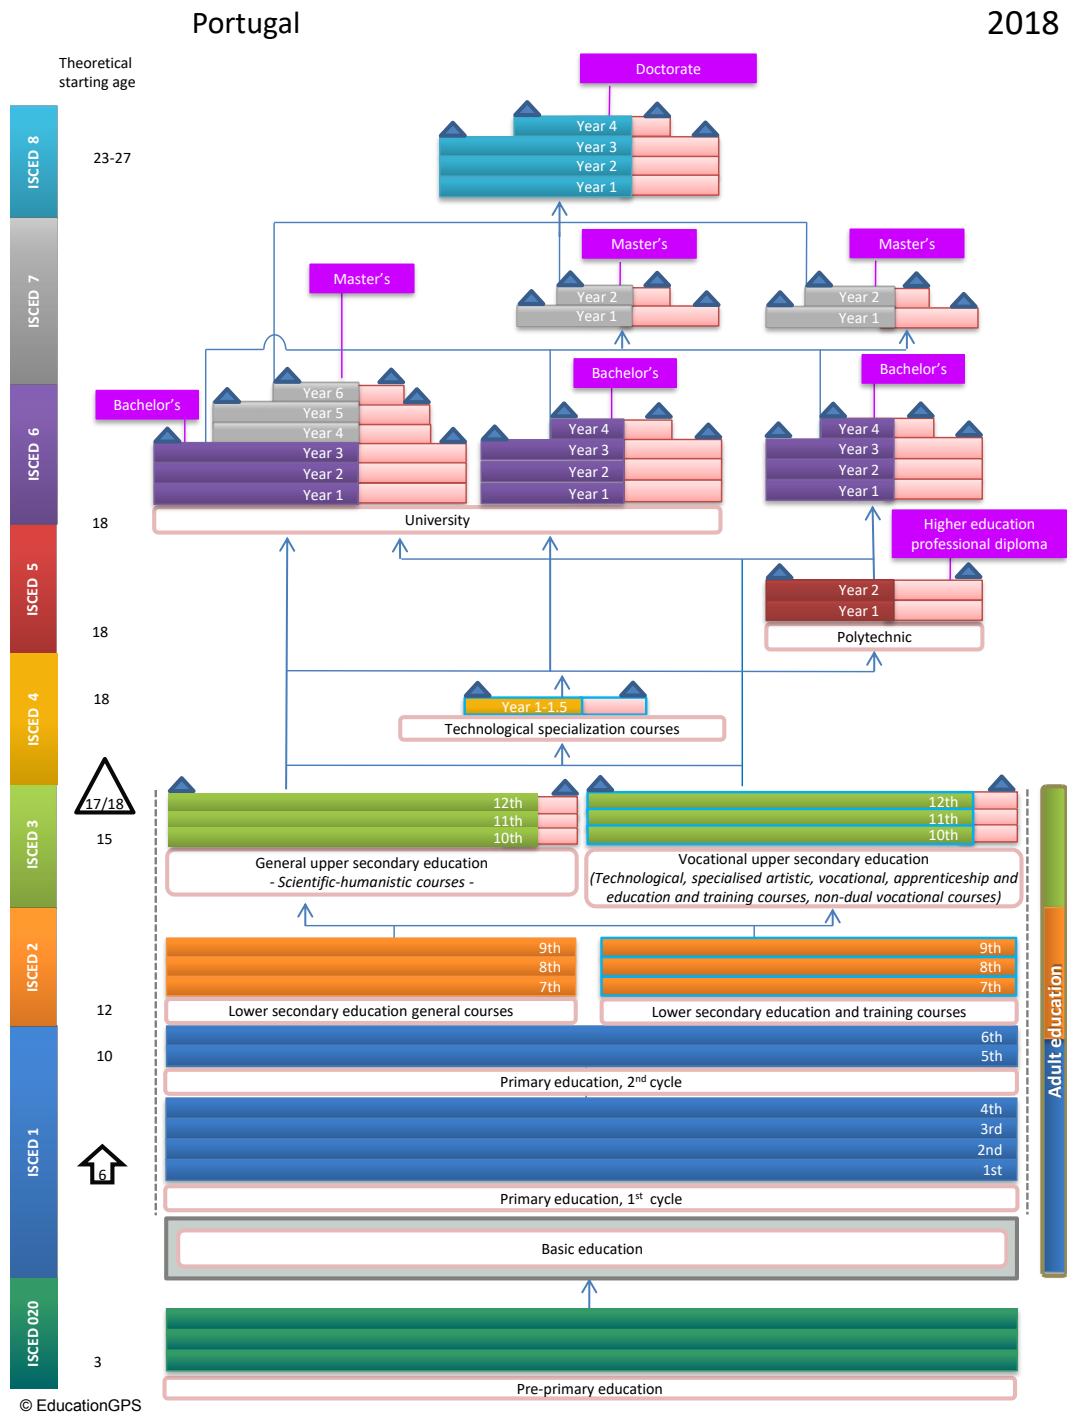 Portugal
2018
Theoretical
starting age
Doctorate
ISCED 8
23-27
Year 4
Year 3
Year 2
Year 1
ISCED 7
Master's
Master's
Master's
Year 2
Year 1
Year 2
Year 1
ISCED 6
Bachelor's
Bachelor's
Bachelor's
Year 6
Year 5
Year 4
Year 3
Year 2
Year 1
Year 4
Year 3
Year 2
Year 1
Year 4
Year 3
Year 2
Year 1
18
University
ISCED 5
Higher education
professional diploma
Year 2
Year 1
18
Polytechnic
ISCED 4
18
Year 1-1.5
Technological specialization courses
ISCED 3
17/18
15
12th
11th
10th
12th
11th
10th
General upper secondary education
- Scientific-humanistic courses -
Vocational upper secondary education
(Technological, specialised artistic, vocational, apprenticeship and
education and training courses, non-dual vocational courses)
ISCED 2
9th
8th
7th
9th
8th
7th
12
Lower secondary education general courses
Lower secondary education and training courses
Adult education
ISCED 1
6th
5th
10
Primary education, 2nd cycle
4th
3rd
2nd
1st
6
Primary education, 1st cycle
Basic education
ISCED 020
3
Pre-primary education
© EducationGPS